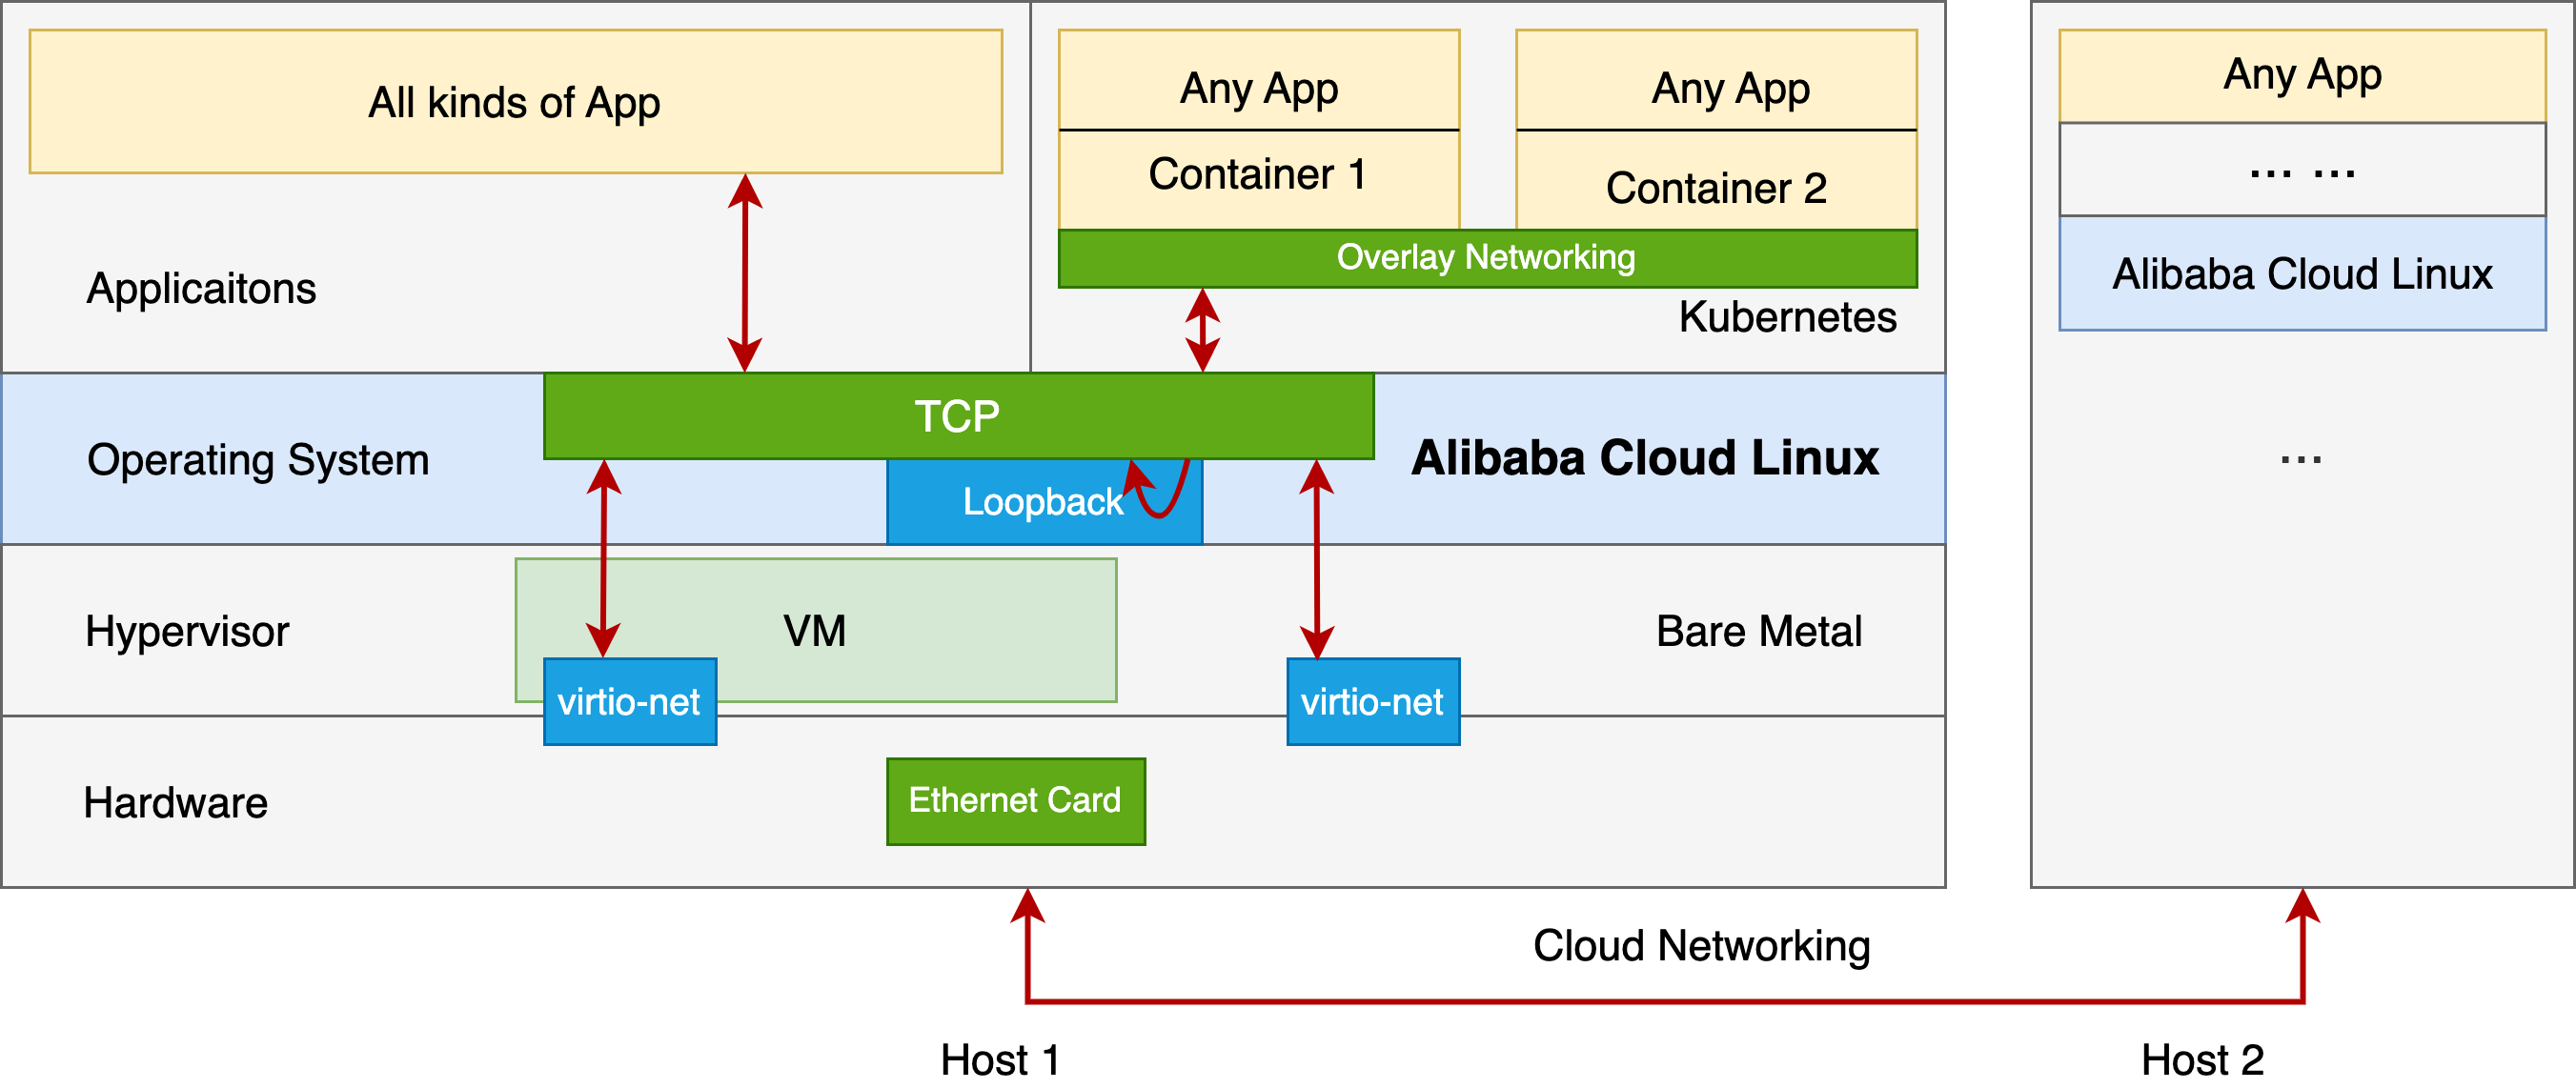 All kinds of App
Applicaitons
Any App
Container 1
Any App
Container 2
Overlay Networking
Kubernetes
Operating System
TCP
Loopback
Alibaba Cloud Linux
Hypervisor
VM
virtio-net
virtio-net
Bare Metal
Hardware
Ethernet Card
Any App
... ...
Alibaba Cloud Linux
...
Cloud Networking
Host 1
Host 2